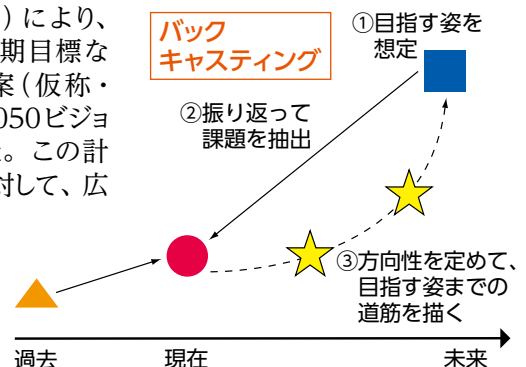 ）により、
期目標な
案（仮称・
050ビジョ
。この計
対して、広
バック
キャスティング
①目指す姿を
想定
②振り返って
課題を抽出
③方向性を定めて、
目指す姿までの
道筋を描く
過去
現在
未来